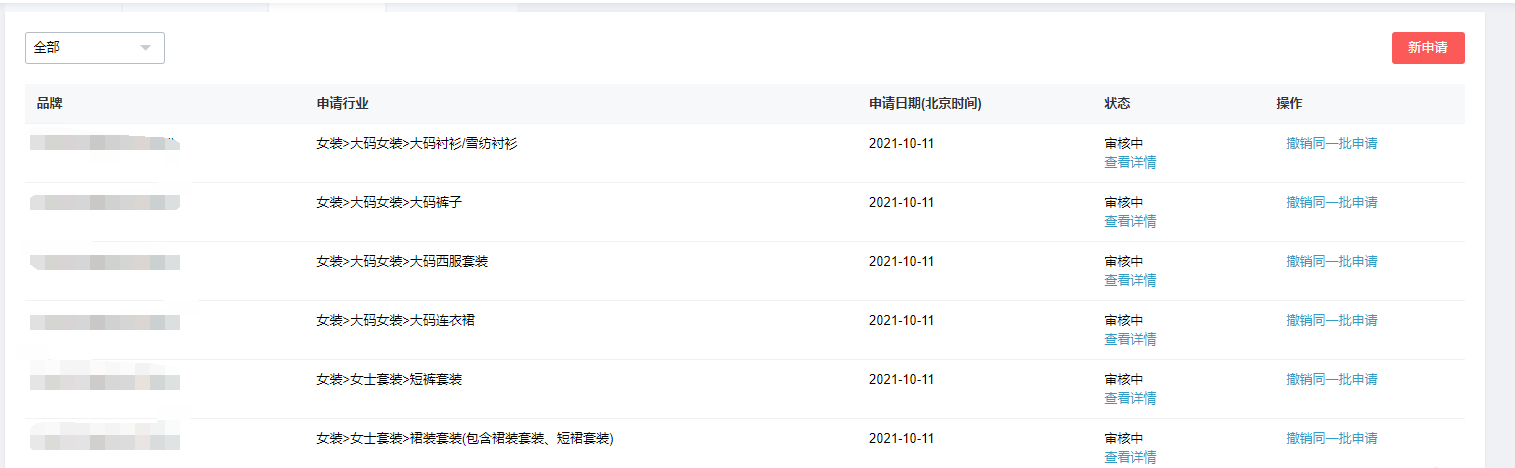 全部
新申请
品牌 申请行业 申请日期(北京时间) 状态 操作
女装>大码女装>大码衬衫/雪纺衬衫 2021-10-11 审核中 撤销同一批申请
查看详情
女装>大码女装>大码裤子 2021-10-11 审核中 撤销同一批申请
查看详情
女装>大码女装>大码西服套装 2021-10-11 审核中 撤销同一批申请
查看详情
女装>大码女装>大码连衣裙 2021-10-11 审核中 撤销同一批申请
查看详情
女装>女士套装>短裤套装 2021-10-11 审核中 撤销同一批申请
查看详情
女装>女士套装>裙装套装(包含裙装套装、短裙套装) 2021-10-11 审核中 撤销同一批申请
查看详情